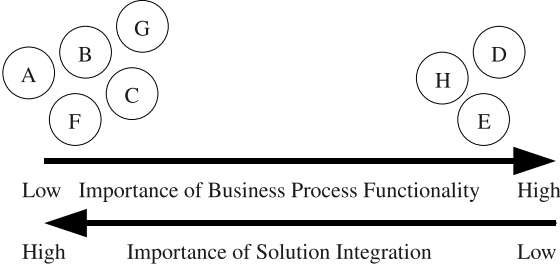 G
B
D
A
H
C
F
E
Low Importance of Business Process Functionality High
High Importance of Solution Integration Low